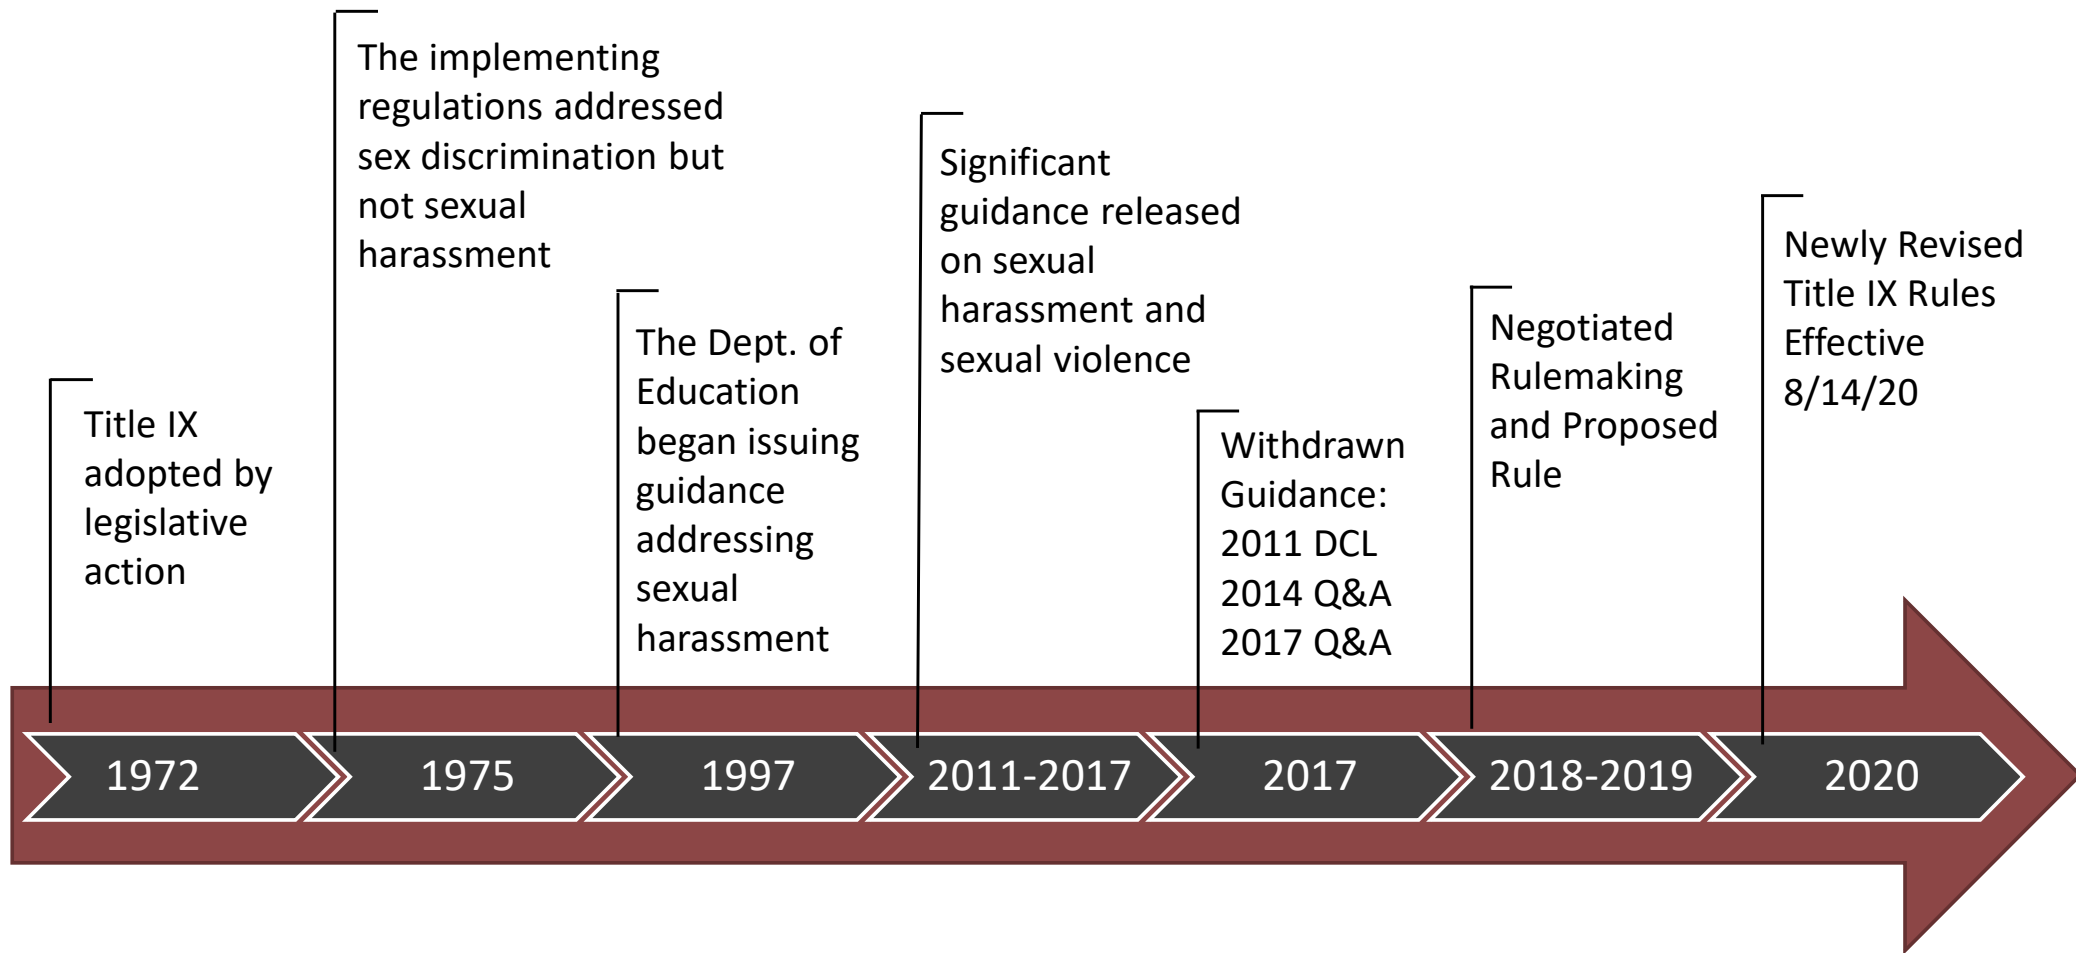 Title IX
adopted by
legislative
action
The implementing
regulations addressed
sex discrimination but
not sexual
harassment
The Dept. of
Education
began issuing
guidance
addressing
sexual
harassment
Significant
guidance released
on sexual
harassment and
sexual violence
Withdrawn
Guidance:
2011 DCL
2014 Q&A
2017 Q&A
Negotiated
Rulemaking
and Proposed
Rule
Newly Revised
Title IX Rules
Effective
8/14/20
1972
1975
1997
2011-2017
2017
2018-2019
2020